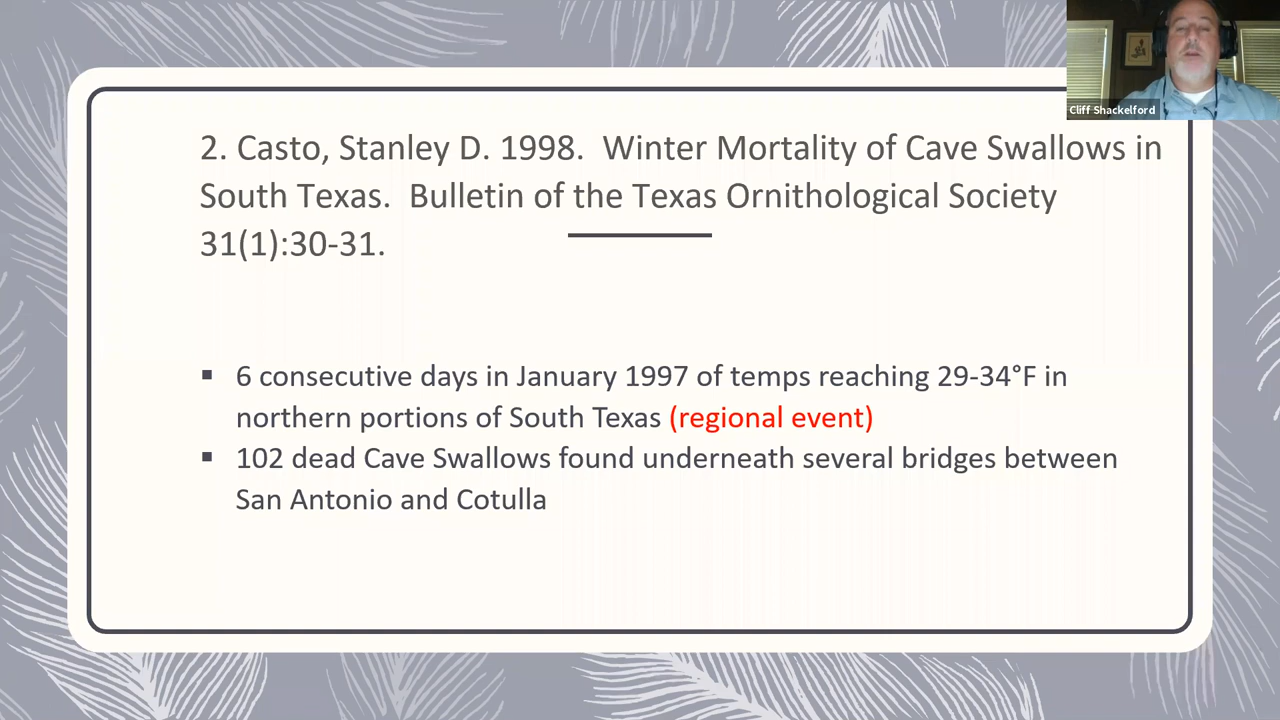 Cliff Shackelford
2. Casto, Stanley D. 1998.  Winter Mortality of Cave Swallows in
South Texas.  Bulletin of the Texas Ornithological Society
31(1):30-31.
▪ 6 consecutive days in January 1997 of temps reaching 29-34°F in
northern portions of South Texas (regional event)
▪ 102 dead Cave Swallows found underneath several bridges between
San Antonio and Cotulla